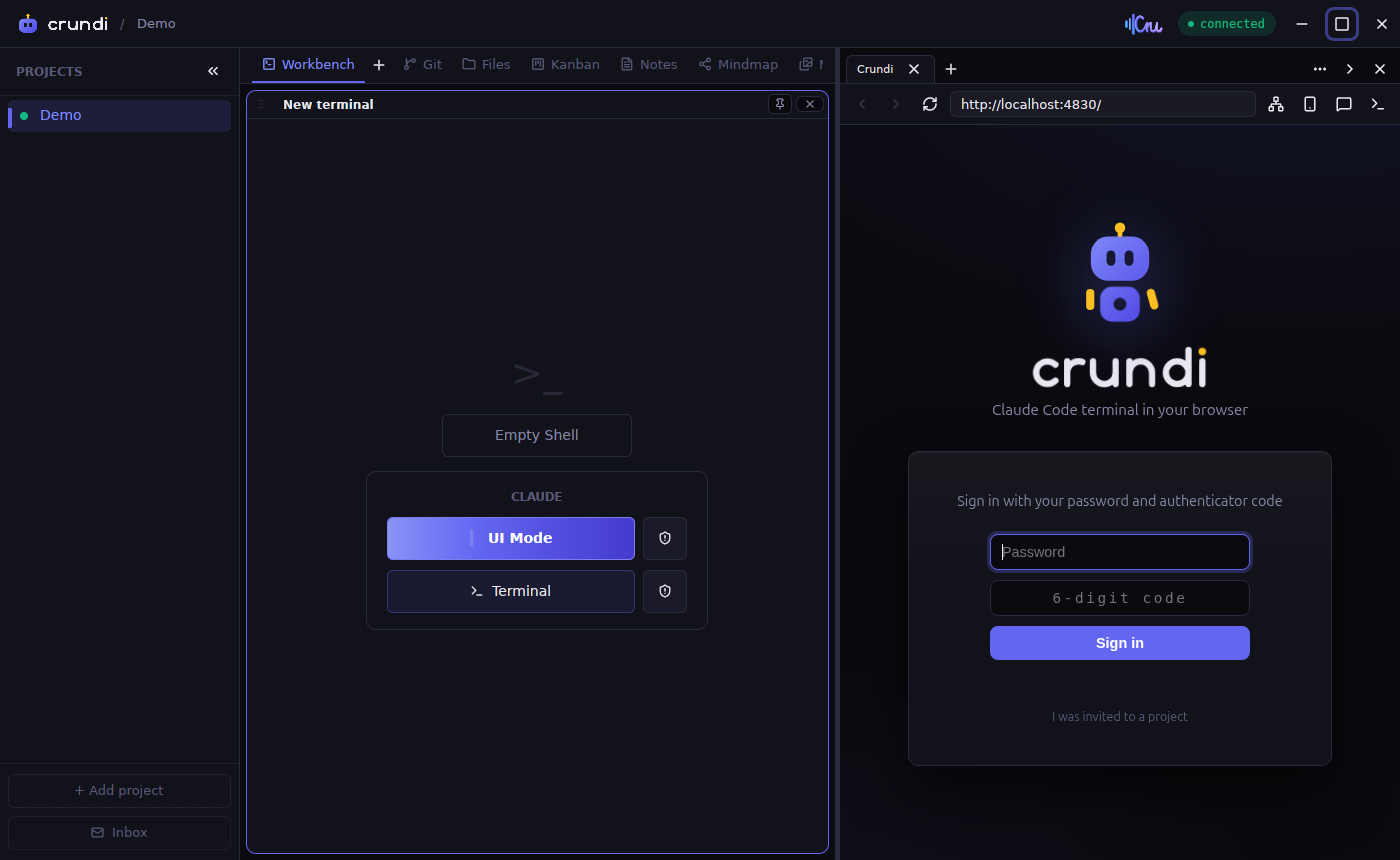 crundi / Demo
Cru
connected
PROJECTS
Demo
+ Add project
Inbox
Workbench
Git
Files
Kanban
Notes
Mindmap
New terminal
>_
Empty Shell
CLAUDE
UI Mode
Terminal
Crundi
http://localhost:4830/
crundi
Claude Code terminal in your browser
Sign in with your password and authenticator code
Password
6-digit code
Sign in
I was invited to a project